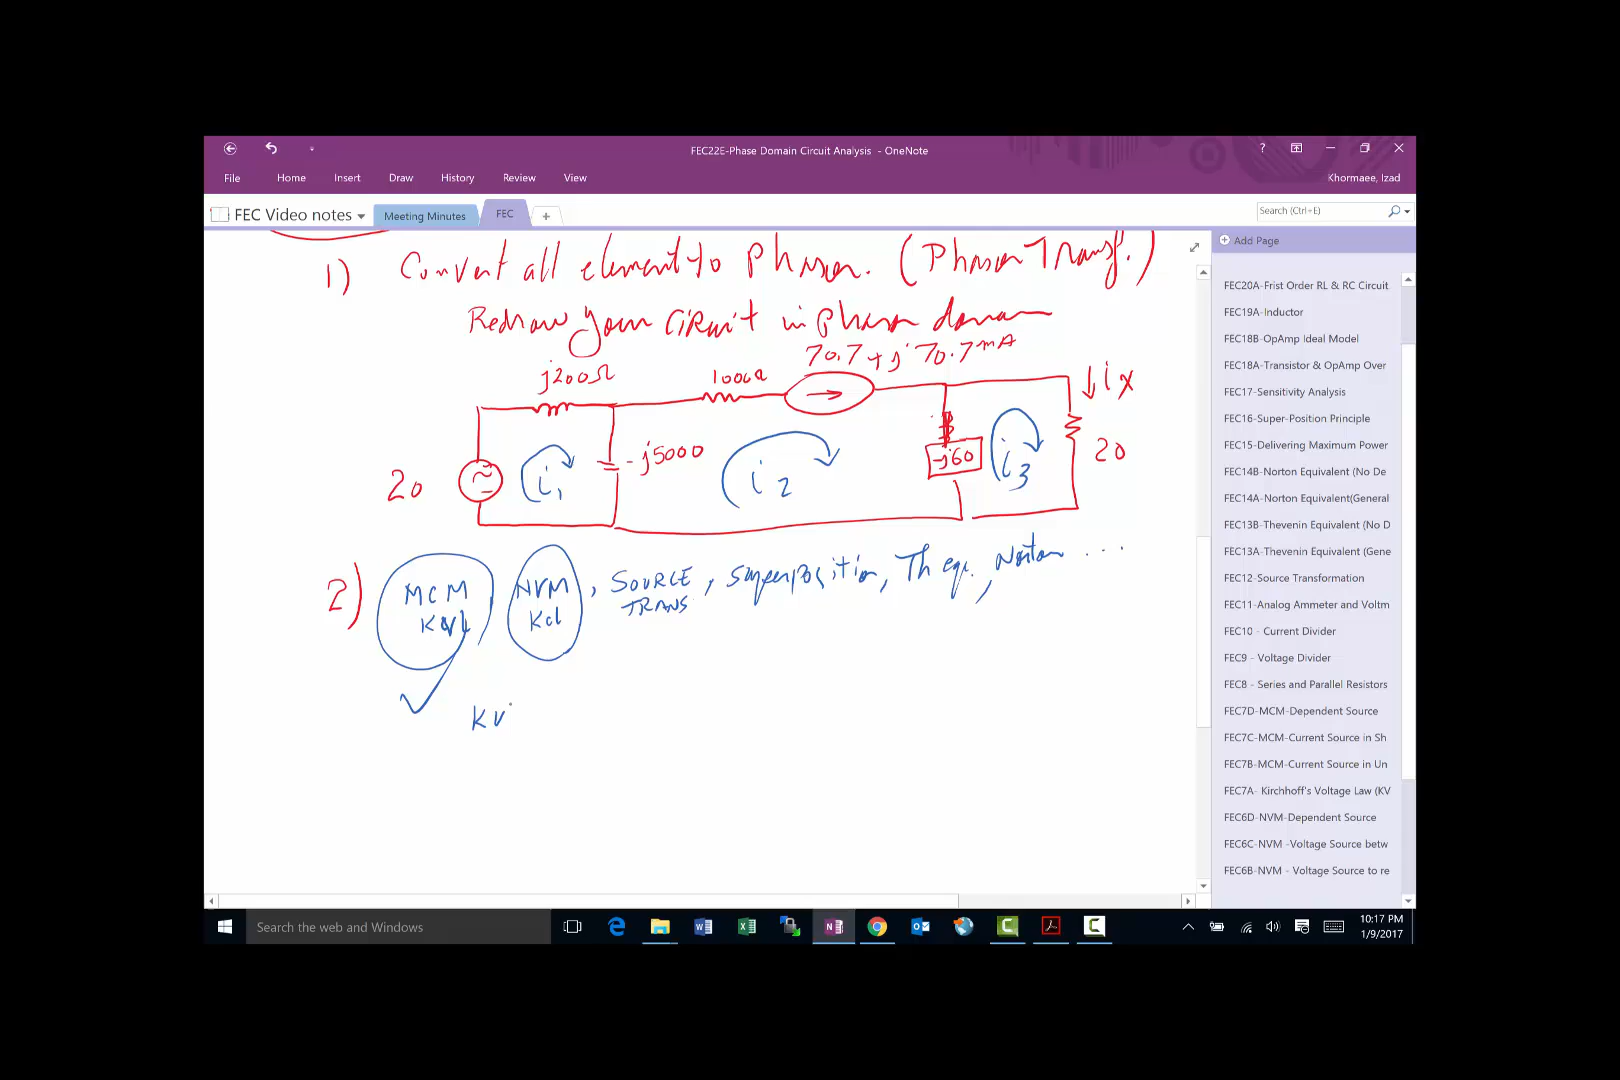 FEC22E-Phase Domain Circuit Analysis - OneNote
?
File Home Insert Draw History Review View
Khormaee, Izad
FEC Video notes Meeting Minutes FEC +
Search (Ctrl+E)
Add Page
1) Convert all element to Phasor. (Phasor Transf.)
Redraw your circuit in phasor domain
j200Ω
1000Ω
70.7 + j 70.7 mA
ix
20
i1
-j5000
i2
-j60
i3
20
2) MCM NVM , SOURCE , Superposition, Th equ., Norton ...
KVL Kcl TRANS
KV
FEC20A-Frist Order RL & RC Circuit
FEC19A-Inductor
FEC18B-OpAmp Ideal Model
FEC18A-Transistor & OpAmp Over
FEC17-Sensitivity Analysis
FEC16-Super-Position Principle
FEC15-Delivering Maximum Power
FEC14B-Norton Equivalent (No De
FEC14A-Norton Equivalent(General
FEC13B-Thevenin Equivalent (No D
FEC13A-Thevenin Equivalent (Gene
FEC12-Source Transformation
FEC11-Analog Ammeter and Voltm
FEC10 - Current Divider
FEC9 - Voltage Divider
FEC8 - Series and Parallel Resistors
FEC7D-MCM-Dependent Source
FEC7C-MCM-Current Source in Sh
FEC7B-MCM-Current Source in Un
FEC7A- Kirchhoff's Voltage Law (KV
FEC6D-NVM-Dependent Source
FEC6C-NVM -Voltage Source betw
FEC6B-NVM - Voltage Source to re
Search the web and Windows
10:17 PM
1/9/2017